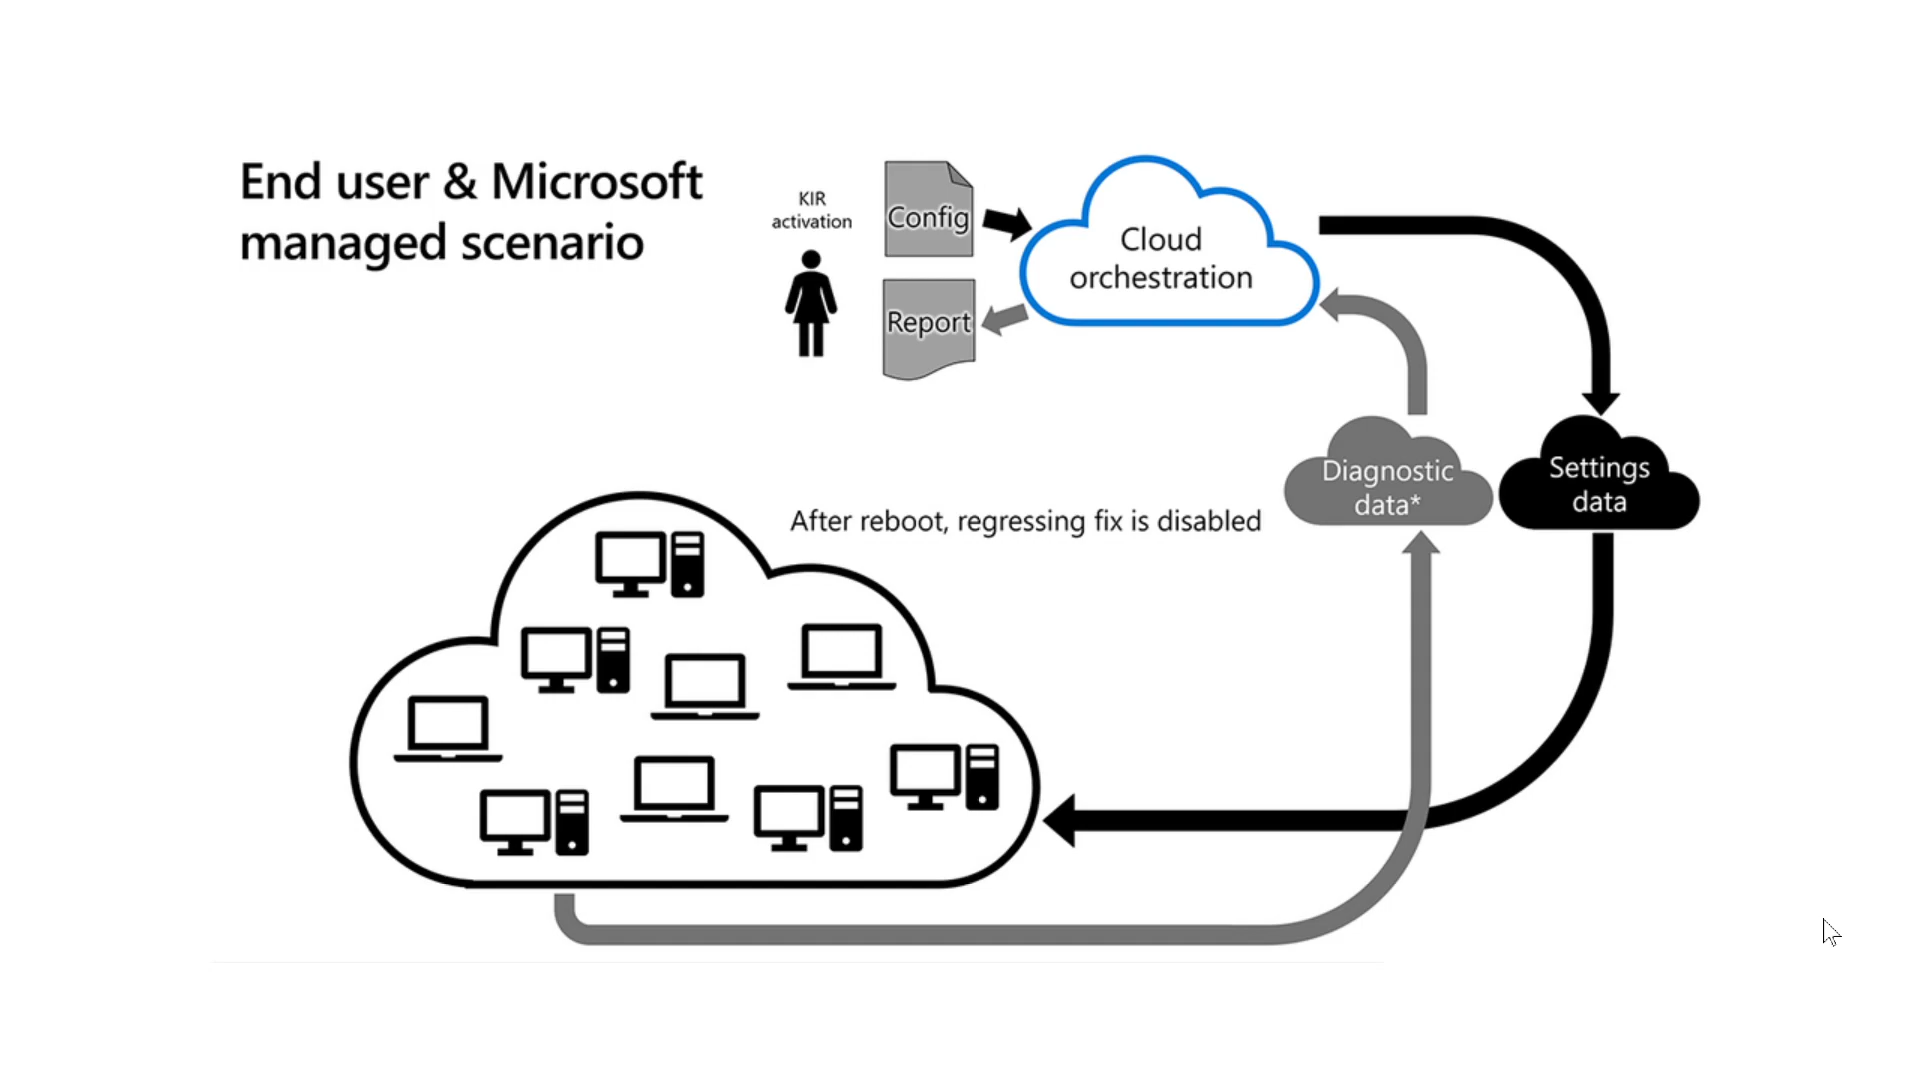 End user & Microsoft
managed scenario
KIR
activation
Config
Report
Cloud
orchestration
Diagnostic
data*
Settings
data
After reboot, regressing fix is disabled